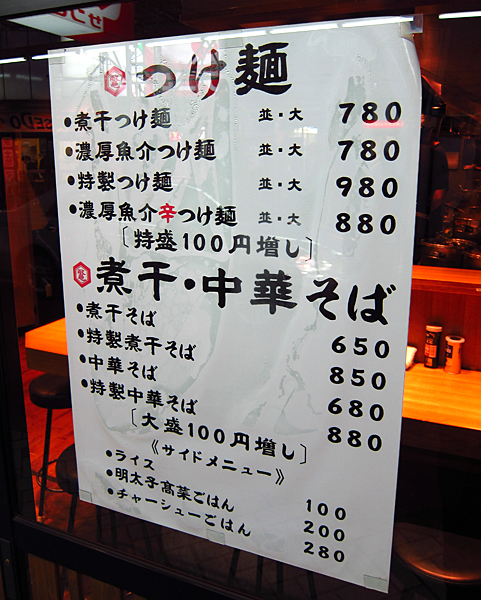 つけ麺
•煮干つけ麺 並・大 780
•濃厚魚介つけ麺 並・大 780
•特製つけ麺 並・大 980
•濃厚魚介辛つけ麺 並・大 880
〔特盛100円増し〕
煮干・中華そば
•煮干そば 650
•特製煮干そば 850
•中華そば 680
•特製中華そば 880
〔大盛100円増し〕
《サイドメニュー》
•ライス 100
•明太子高菜ごはん 200
•チャーシューごはん 280